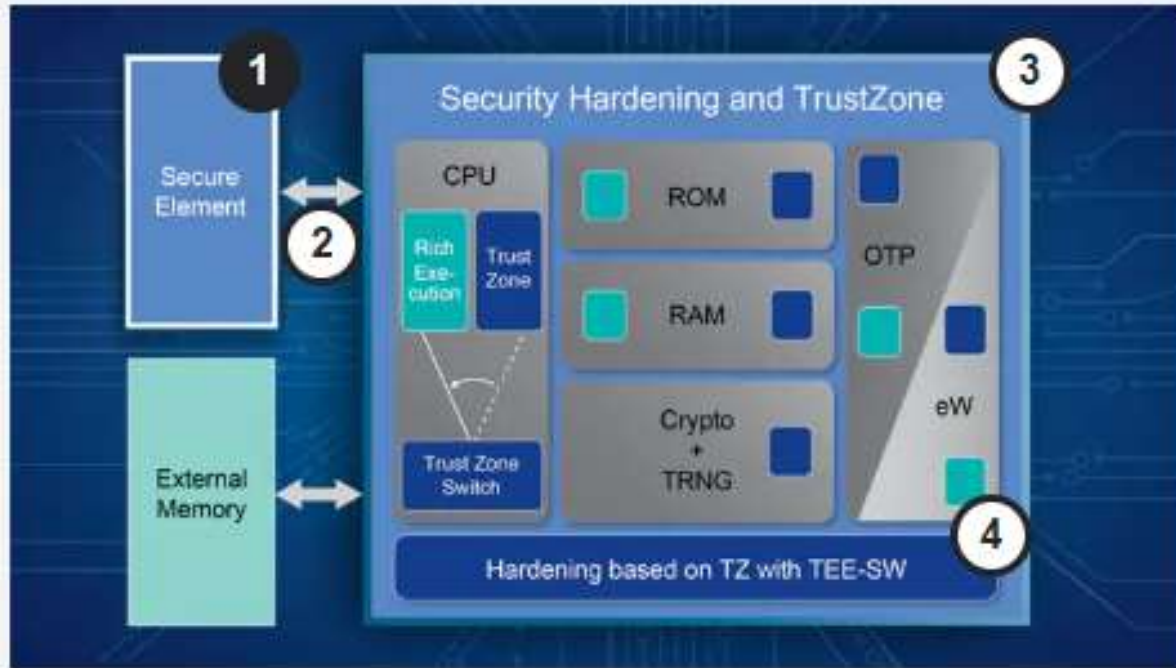 1
3
Security Hardening and TrustZone
Secure
Element
2
CPU
Rich
Exe-
cution
Trust
Zone
Trust Zone
Switch
ROM
RAM
Crypto
+
TRNG
OTP
eW
External
Memory
4
Hardening based on TZ with TEE-SW